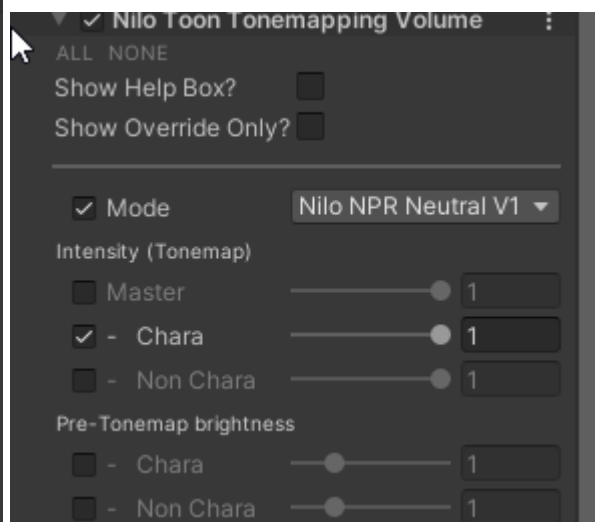 Nilo Toon Tonemapping Volume
ALL NONE
Show Help Box?
Show Override Only?
Mode Nilo NPR Neutral V1
Intensity (Tonemap)
Master 1
- Chara 1
- Non Chara 1
Pre-Tonemap brightness
- Chara 1
- Non Chara 1